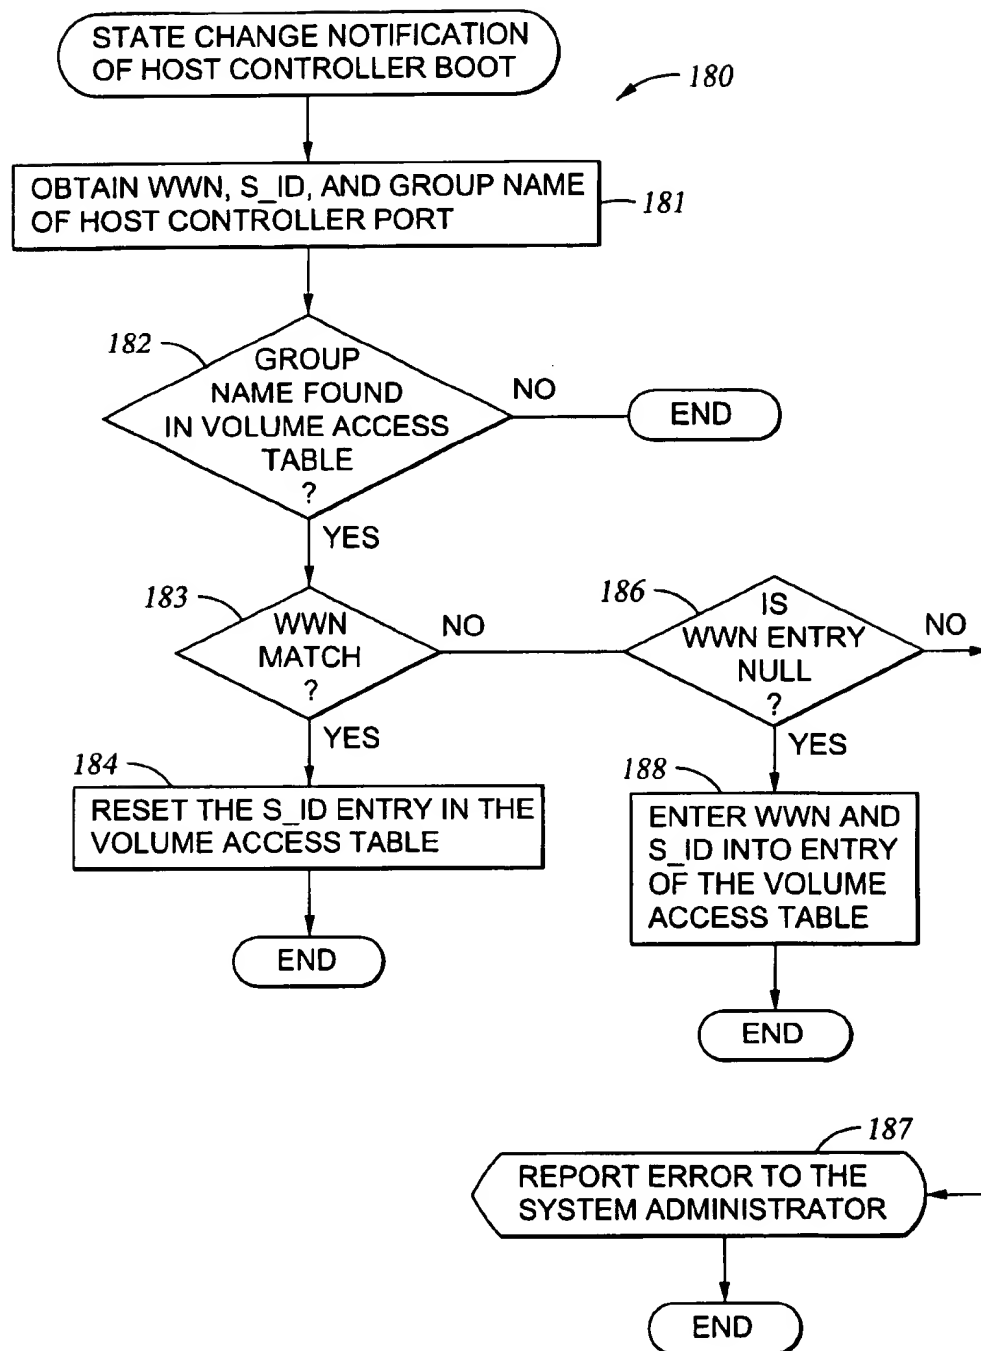 STATE CHANGE NOTIFICATION
OF HOST CONTROLLER BOOT
180
OBTAIN WWN, S_ID, AND GROUP NAME
OF HOST CONTROLLER PORT
181
182
GROUP
NAME FOUND
IN VOLUME ACCESS
TABLE
?
NO
END
YES
183
WWN
MATCH
?
NO
186
IS
WWN ENTRY
NULL
?
NO
YES
YES
184
RESET THE S_ID ENTRY IN THE
VOLUME ACCESS TABLE
188
ENTER WWN AND
S_ID INTO ENTRY
OF THE VOLUME
ACCESS TABLE
END
END
187
REPORT ERROR TO THE
SYSTEM ADMINISTRATOR
END